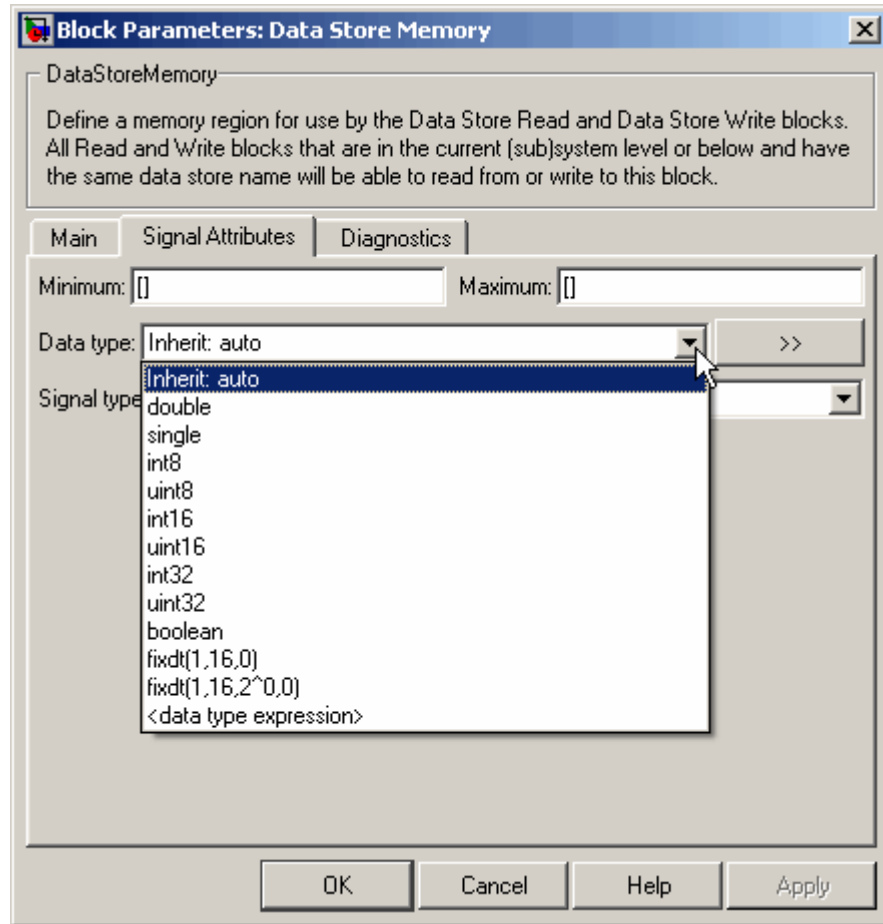 Block Parameters: Data Store Memory
DataStoreMemory
Define a memory region for use by the Data Store Read and Data Store Write blocks.
All Read and Write blocks that are in the current (sub)system level or below and have
the same data store name will be able to read from or write to this block.
Main Signal Attributes Diagnostics
Minimum: [] Maximum: []
Data type: Inherit: auto >>
Signal type
Inherit: auto
double
single
int8
uint8
int16
uint16
int32
uint32
boolean
fixdt(1,16,0)
fixdt(1,16,2^0,0)
<data type expression>
OK Cancel Help Apply